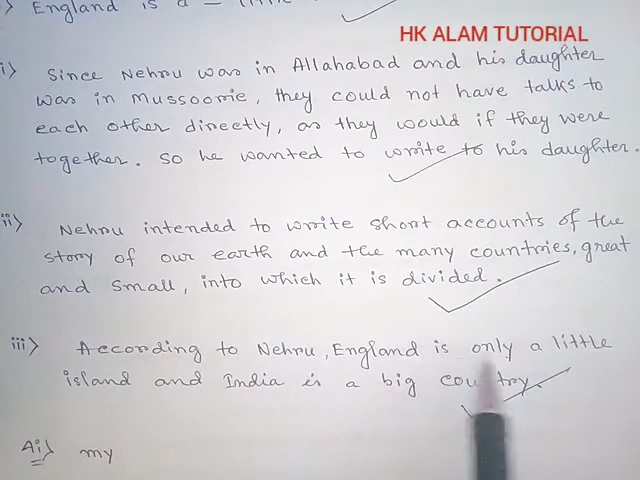 > England is a – little
HK ALAM TUTORIAL
i) Since Nehru was in Allahabad and his daughter
was in Mussoorie, they could not have talks to
each other directly, as they would if they were
together. So he wanted to write to his daughter.
ii) Nehru intended to write short accounts of the
story of our earth and the many countries, great
and small, into which it is divided.
iii) According to Nehru, England is only a little
island and India is a big country.
4i) my